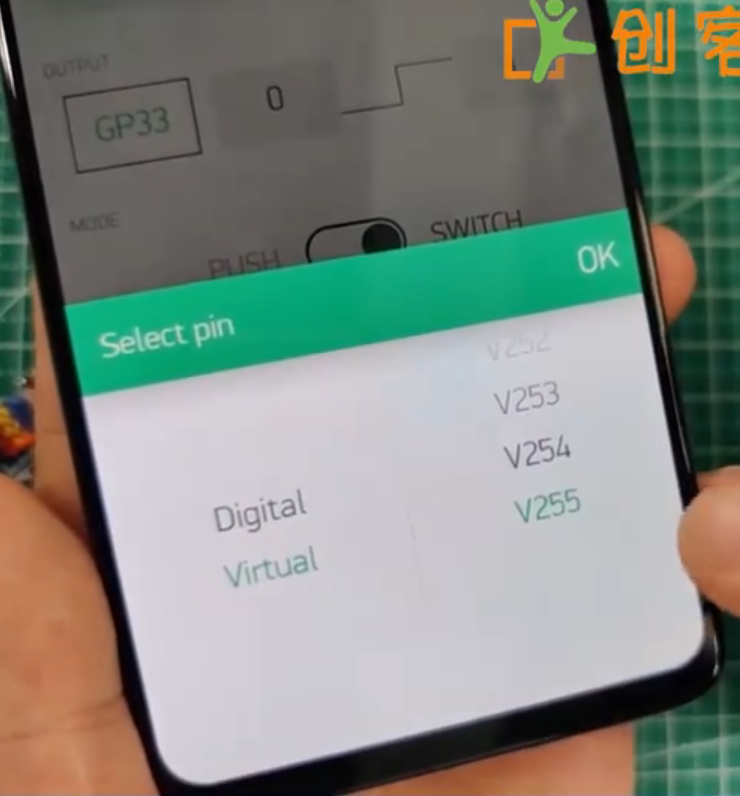 创客
OUTPUT
GP33
0
MODE
PUSH
SWITCH
OK
Select pin
V252
V253
V254
V255
Digital
Virtual